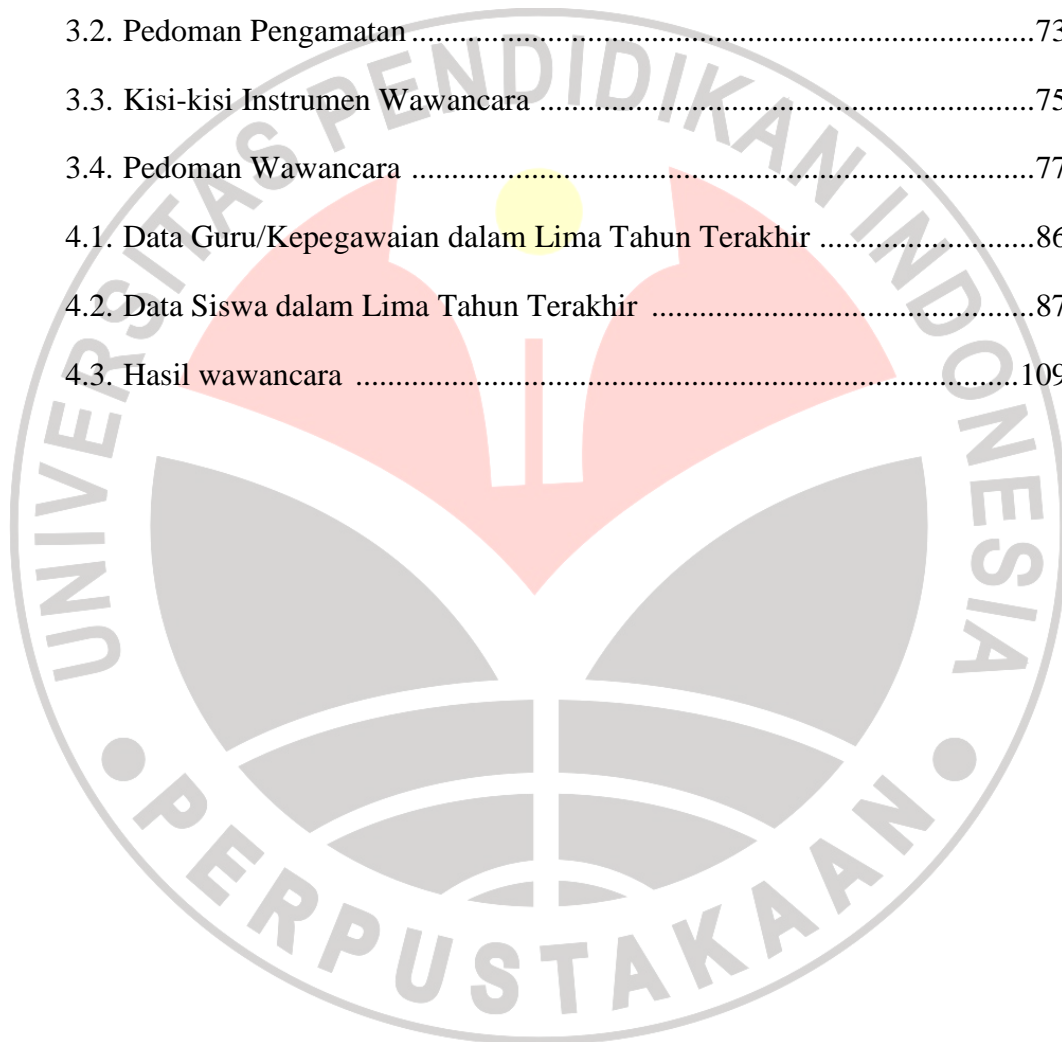 3.2. Pedoman Pengamatan ........................................................................73
3.3. Kisi-kisi Instrumen Wawancara ........................................................75
3.4. Pedoman Wawancara ........................................................................77
4.1. Data Guru/Kepegawaian dalam Lima Tahun Terakhir ........................86
4.2. Data Siswa dalam Lima Tahun Terakhir ............................................87
4.3. Hasil wawancara ................................................................................109
UNIVERSITAS PENDIDIKAN INDONESIA
PERPUSTAKAAN